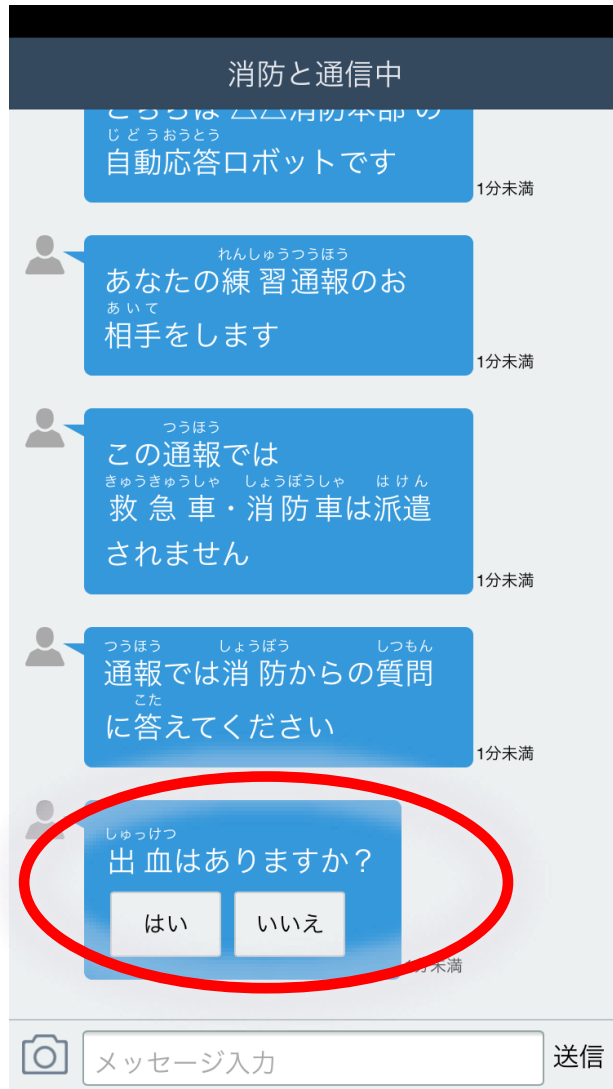 消防と通信中
こちらは △△消防本部 の
じどうおうとう
自動応答ロボットです
1分未満
れんしゅうつうほう
あなたの練習通報のお
あいて
相手をします
1分未満
つうほう
この通報では
きゅうきゅうしゃ しょうぼうしゃ はけん
救急車・消防車は派遣
されません
1分未満
つうほう しょうぼう しつもん
通報では消防からの質問
こた
に答えてください
1分未満
しゅっけつ
出血はありますか？
はい いいえ
1分未満
メッセージ入力 送信